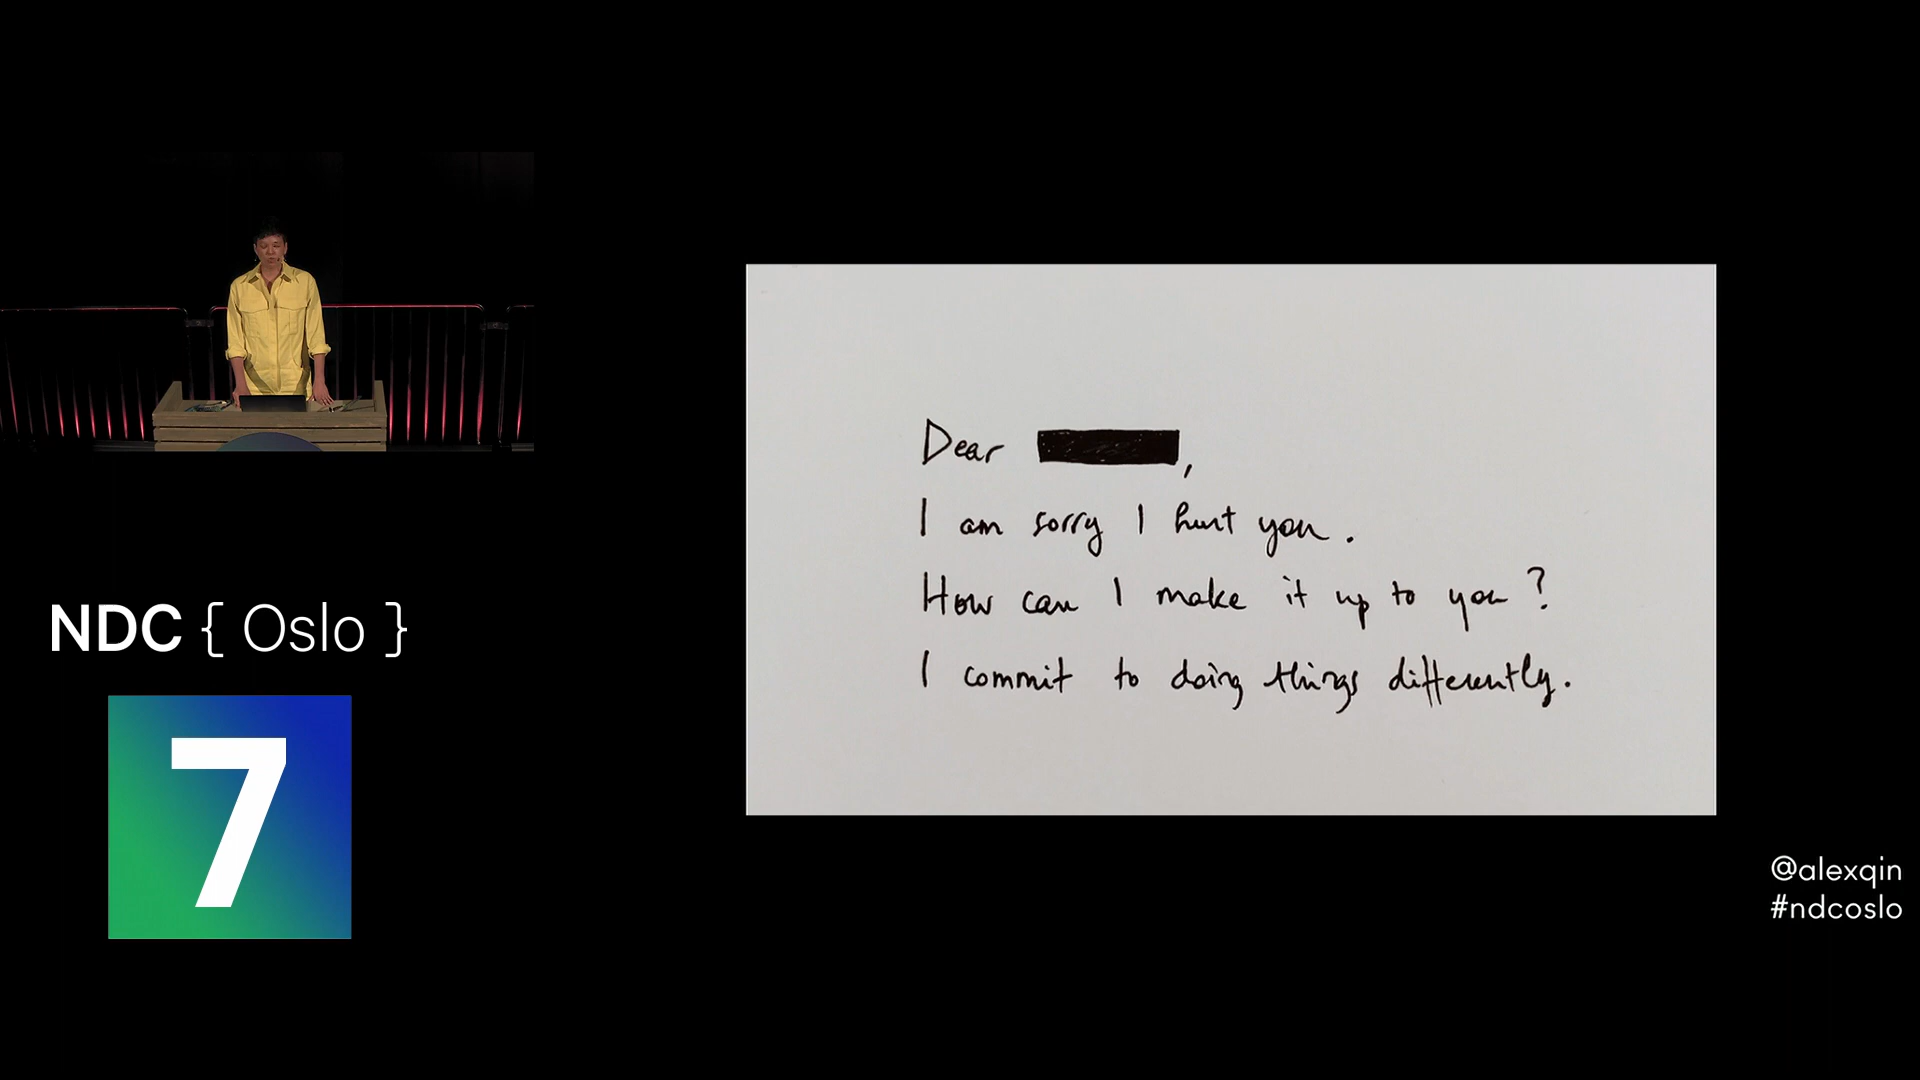 NDC { Oslo }
7
Dear
,
I am sorry I hurt you.
How can I make it up to you?
I commit to doing things differently.
@alexqin
#ndcoslo